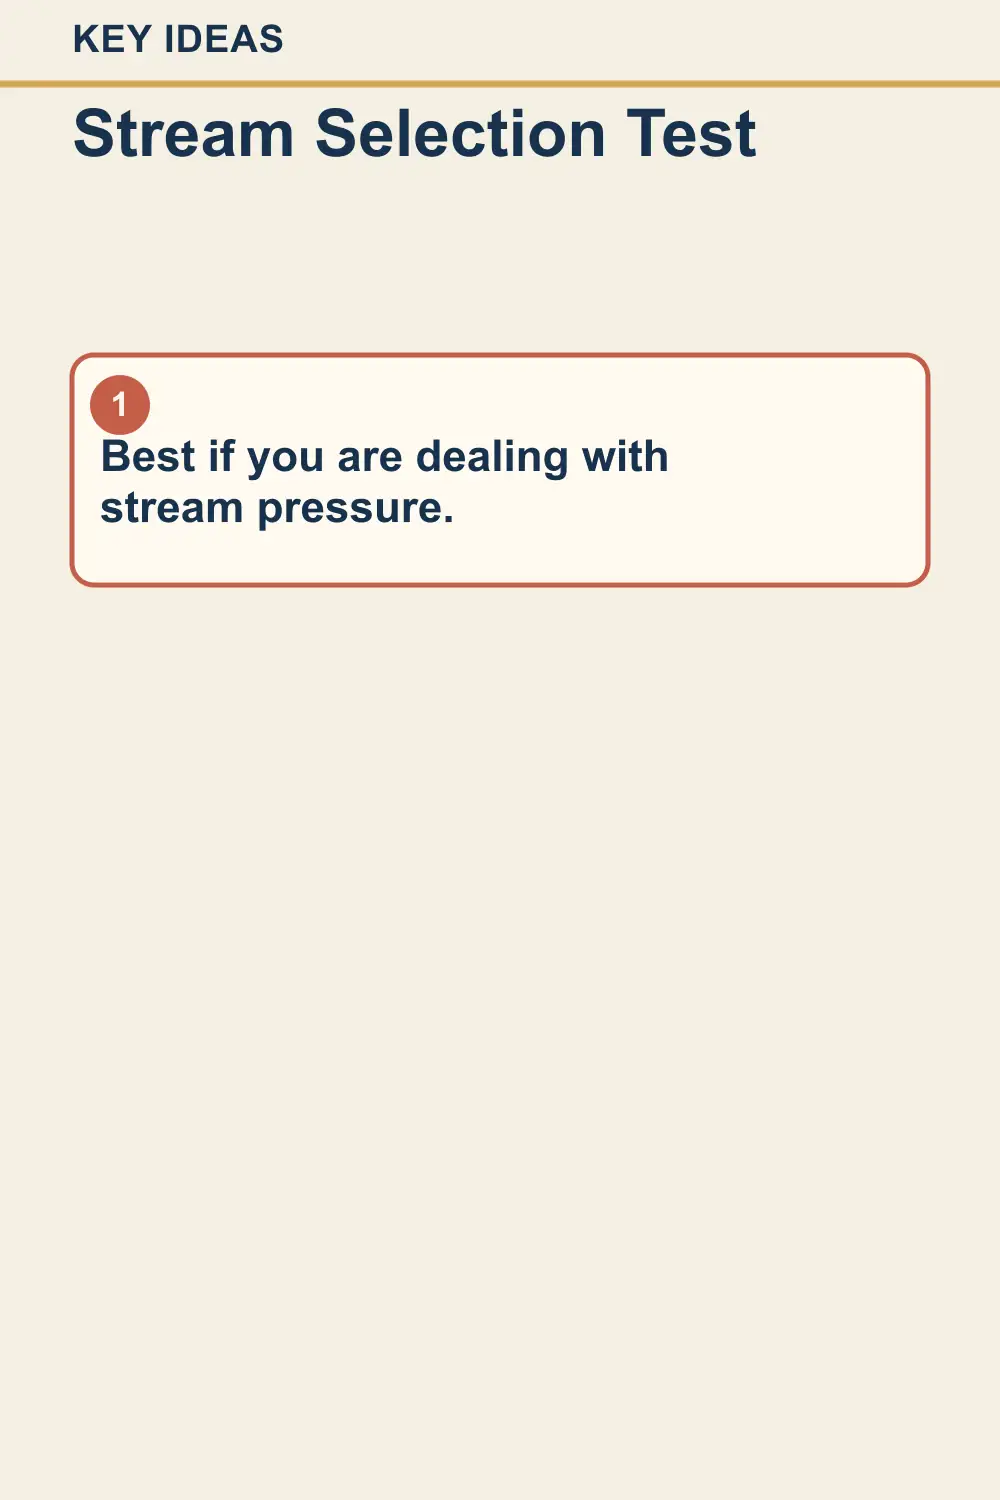 KEY IDEAS
Stream Selection Test
1
Best if you are dealing with
stream pressure.